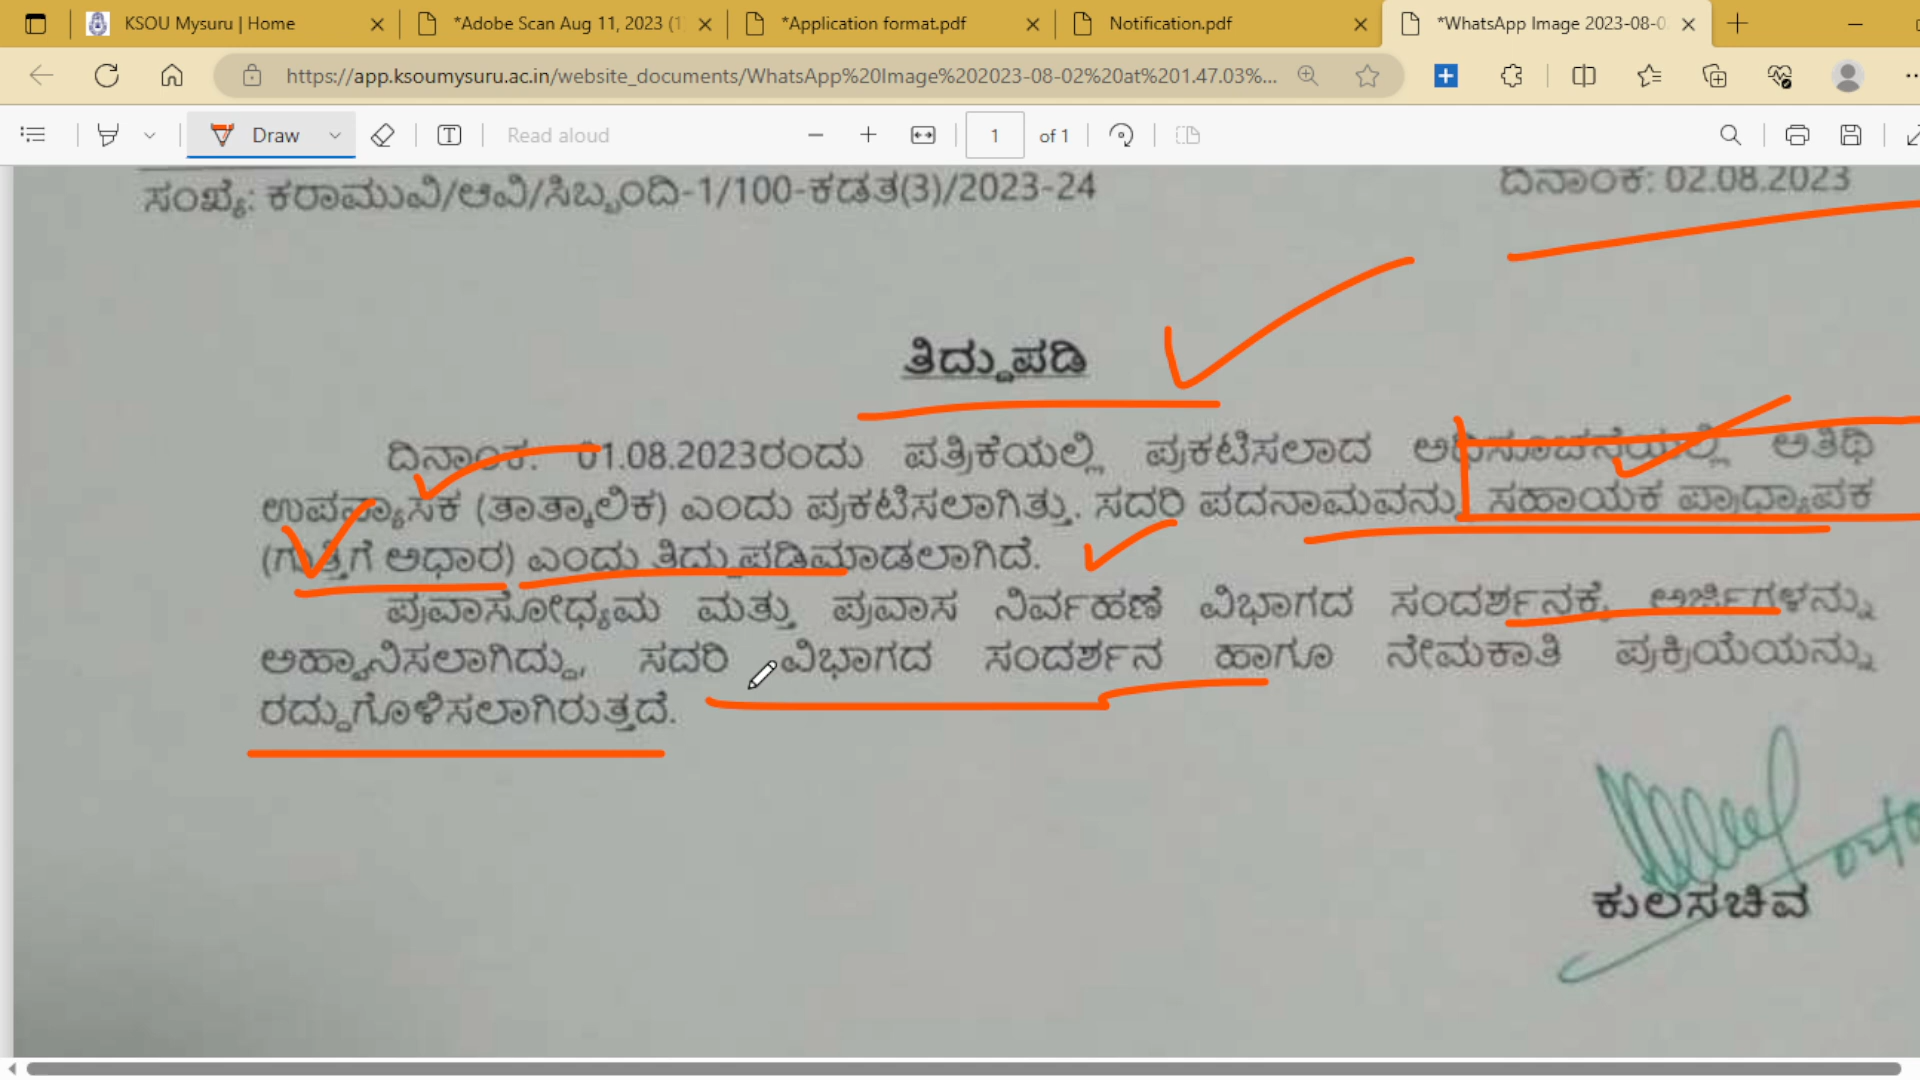 KSOU Mysuru | Home
*Adobe Scan Aug 11, 2023 (1
*Application format.pdf
Notification.pdf
*WhatsApp Image 2023-08-0
https://app.ksoumysuru.ac.in/website_documents/WhatsApp%20Image%202023-08-02%20at%201.47.03%...
Draw
Read aloud
1 of 1
ಸಂಖ್ಯೆ: ಕರಾಮುವಿ/ಆವಿ/ಸಿಬ್ಬಂದಿ-1/100-ಕಡತ(3)/2023-24
ದಿನಾಂಕ: 02.08.2023
ತಿದ್ದುಪಡಿ
ದಿನಾಂಕ: 01.08.2023ರಂದು ಪತ್ರಿಕೆಯಲ್ಲಿ ಪ್ರಕಟಿಸಲಾದ ಅಧಿಸೂಚನೆಯಲ್ಲಿ ಅತಿಥಿ
ಉಪನ್ಯಾಸಕ (ತಾತ್ಕಾಲಿಕ) ಎಂದು ಪ್ರಕಟಿಸಲಾಗಿತ್ತು. ಸದರಿ ಪದನಾಮವನ್ನು ಸಹಾಯಕ ಪ್ರಾಧ್ಯಾಪಕ
(ಗುತ್ತಿಗೆ ಆಧಾರ) ಎಂದು ತಿದ್ದುಪಡಿಮಾಡಲಾಗಿದೆ.
ಪ್ರವಾಸೋಧ್ಯಮ ಮತ್ತು ಪ್ರವಾಸ ನಿರ್ವಹಣೆ ವಿಭಾಗದ ಸಂದರ್ಶನಕ್ಕೆ ಅರ್ಜಿಗಳನ್ನು
ಅಹ್ವಾನಿಸಲಾಗಿದ್ದು, ಸದರಿ ವಿಭಾಗದ ಸಂದರ್ಶನ ಹಾಗೂ ನೇಮಕಾತಿ ಪ್ರಕ್ರಿಯೆಯನ್ನು
ರದ್ದುಗೊಳಿಸಲಾಗಿರುತ್ತದೆ.
ಕುಲಸಚಿವ